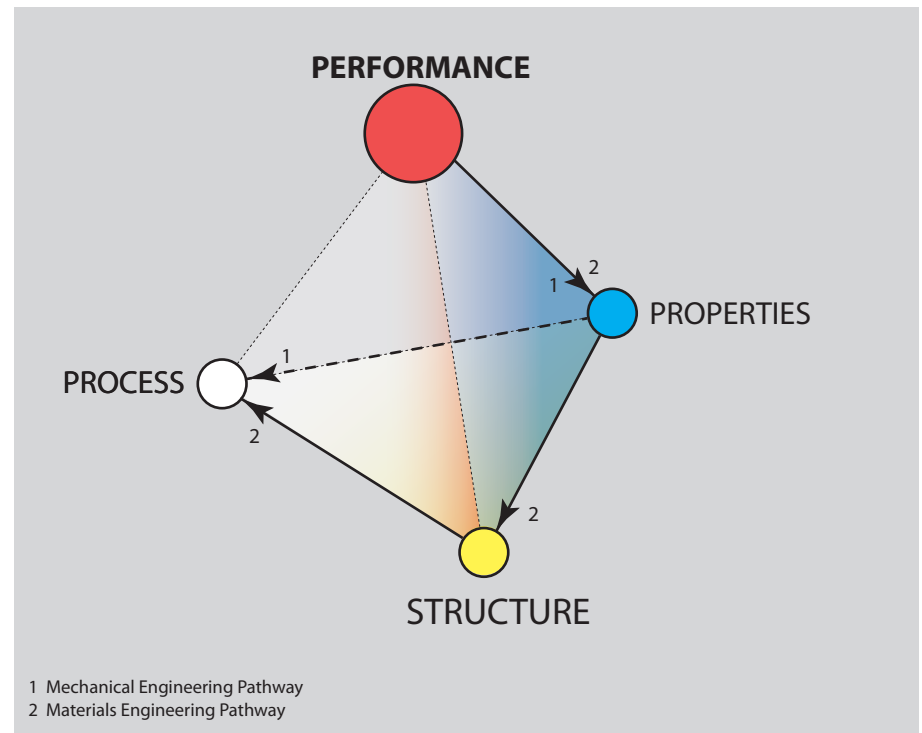 PERFORMANCE
2
1
PROPERTIES
1
PROCESS
2
2
STRUCTURE
1 Mechanical Engineering Pathway
2 Materials Engineering Pathway